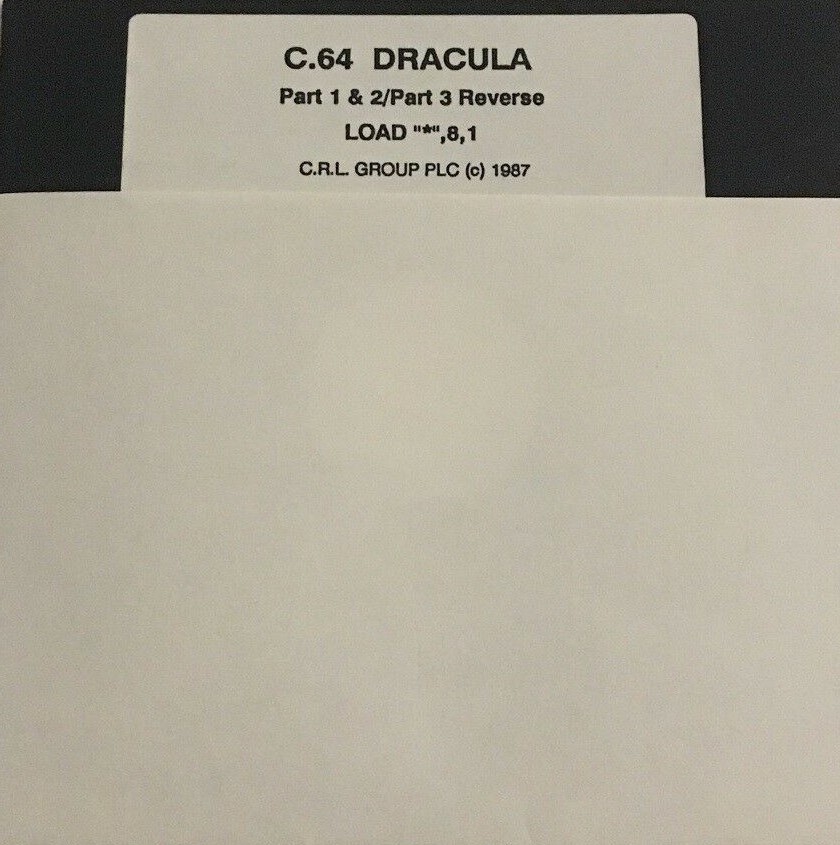 C.64 DRACULA
Part 1 & 2/Part 3 Reverse
LOAD "*",8,1
C.R.L. GROUP PLC (c) 1987